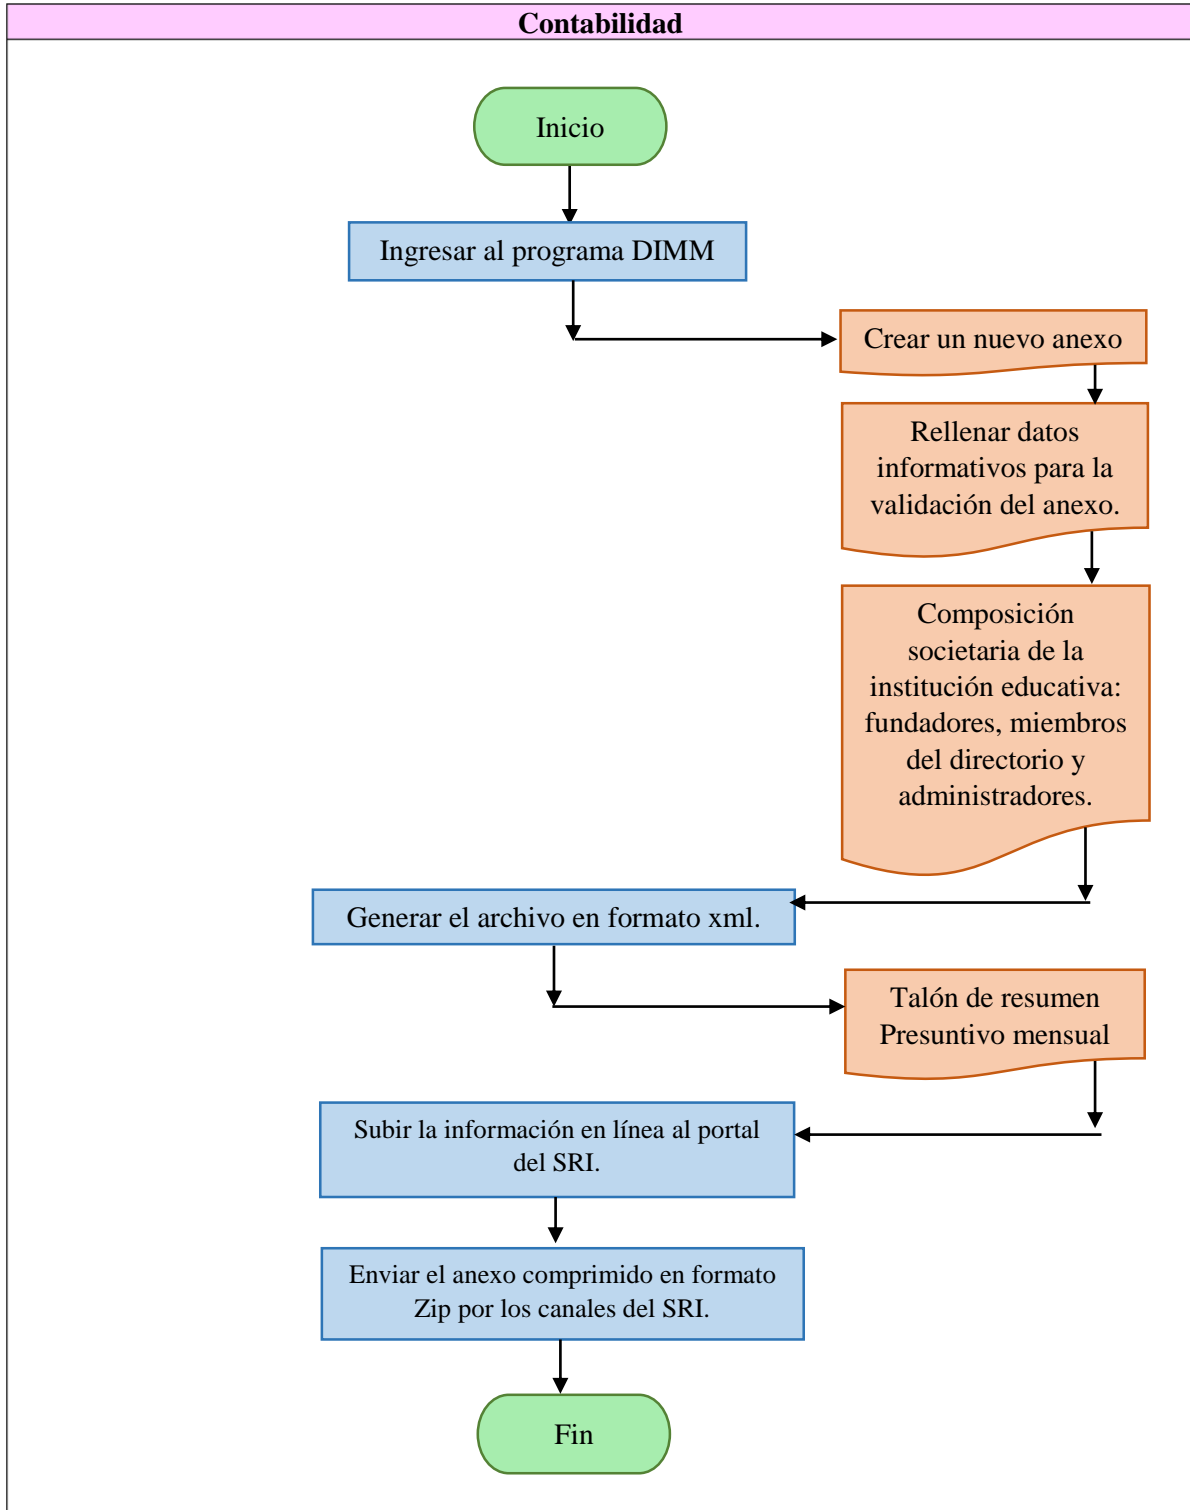 Contabilidad
Inicio
Ingresar al programa DIMM
Crear un nuevo anexo
Rellenar datos
informativos para la
validación del anexo.
Composición
societaria de la
institución educativa:
fundadores, miembros
del directorio y
administradores.
Generar el archivo en formato xml.
Talón de resumen
Presuntivo mensual
Subir la información en línea al portal
del SRI.
Enviar el anexo comprimido en formato
Zip por los canales del SRI.
Fin